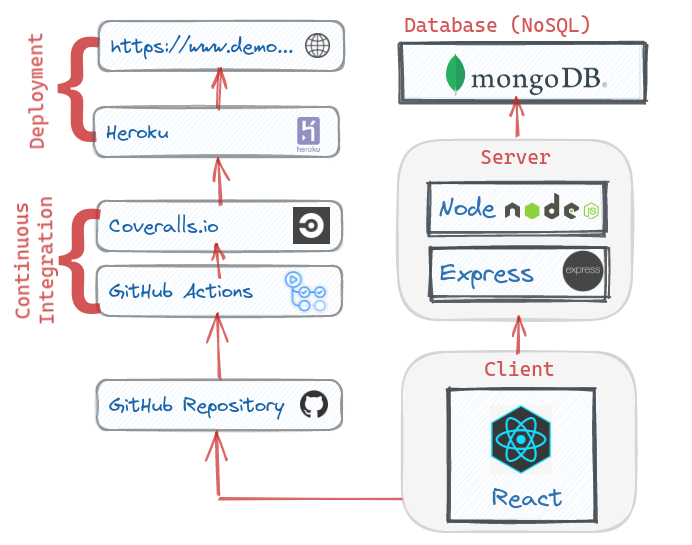 Deployment
https://www.demo...
Heroku
heroku
Continuous
Integration
Coveralls.io
GitHub Actions
GitHub Repository
Database (NoSQL)
mongoDB®
Server
Node node JS
Express express
Client
React